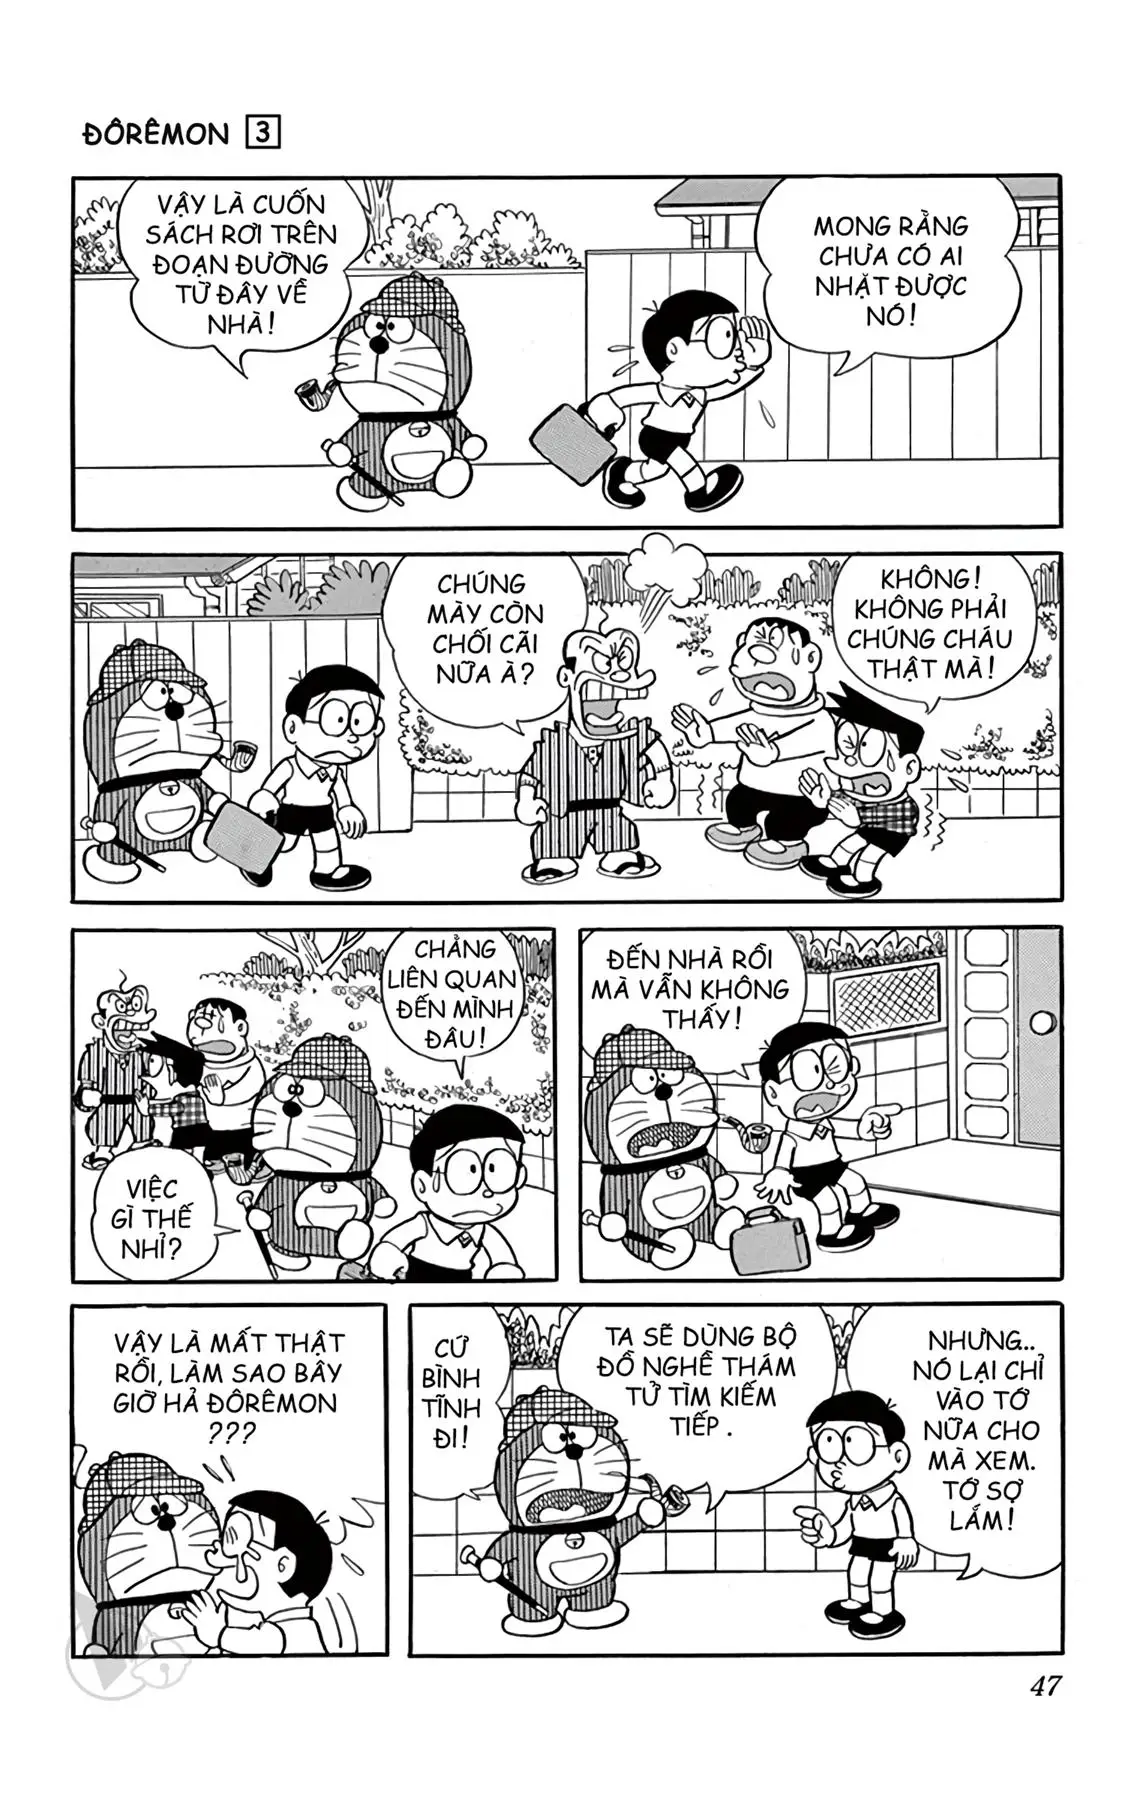 ĐÔRÊMON 3
VẬY LÀ CUỐN
SÁCH RƠI TRÊN
ĐOẠN ĐƯỜNG
TỪ ĐÂY VỀ
NHÀ!
MONG RẰNG
CHƯA CÓ AI
NHẶT ĐƯỢC
NÓ!
CHÚNG
MÀY CÒN
CHỐI CÃI
NỮA À?
KHÔNG!
KHÔNG PHẢI
CHÚNG CHÁU
THẬT MÀ!
CHẲNG
LIÊN QUAN
ĐẾN MÌNH
ĐÂU!
VIỆC
GÌ THẾ
NHỈ?
ĐẾN NHÀ RỒI
MÀ VẪN KHÔNG
THẤY!
VẬY LÀ MẤT THẬT
RỒI, LÀM SAO BÂY
GIỜ HẢ ĐÔRÊMON
???
CỨ
BÌNH
TĨNH
ĐI!
TA SẼ DÙNG BỘ
ĐỒ NGHỀ THÁM
TỬ TÌM KIẾM
TIẾP.
NHƯNG...
NÓ LẠI CHỈ
VÀO TỚ
NỮA CHO
MÀ XEM.
TỚ SỢ
LẮM!
47